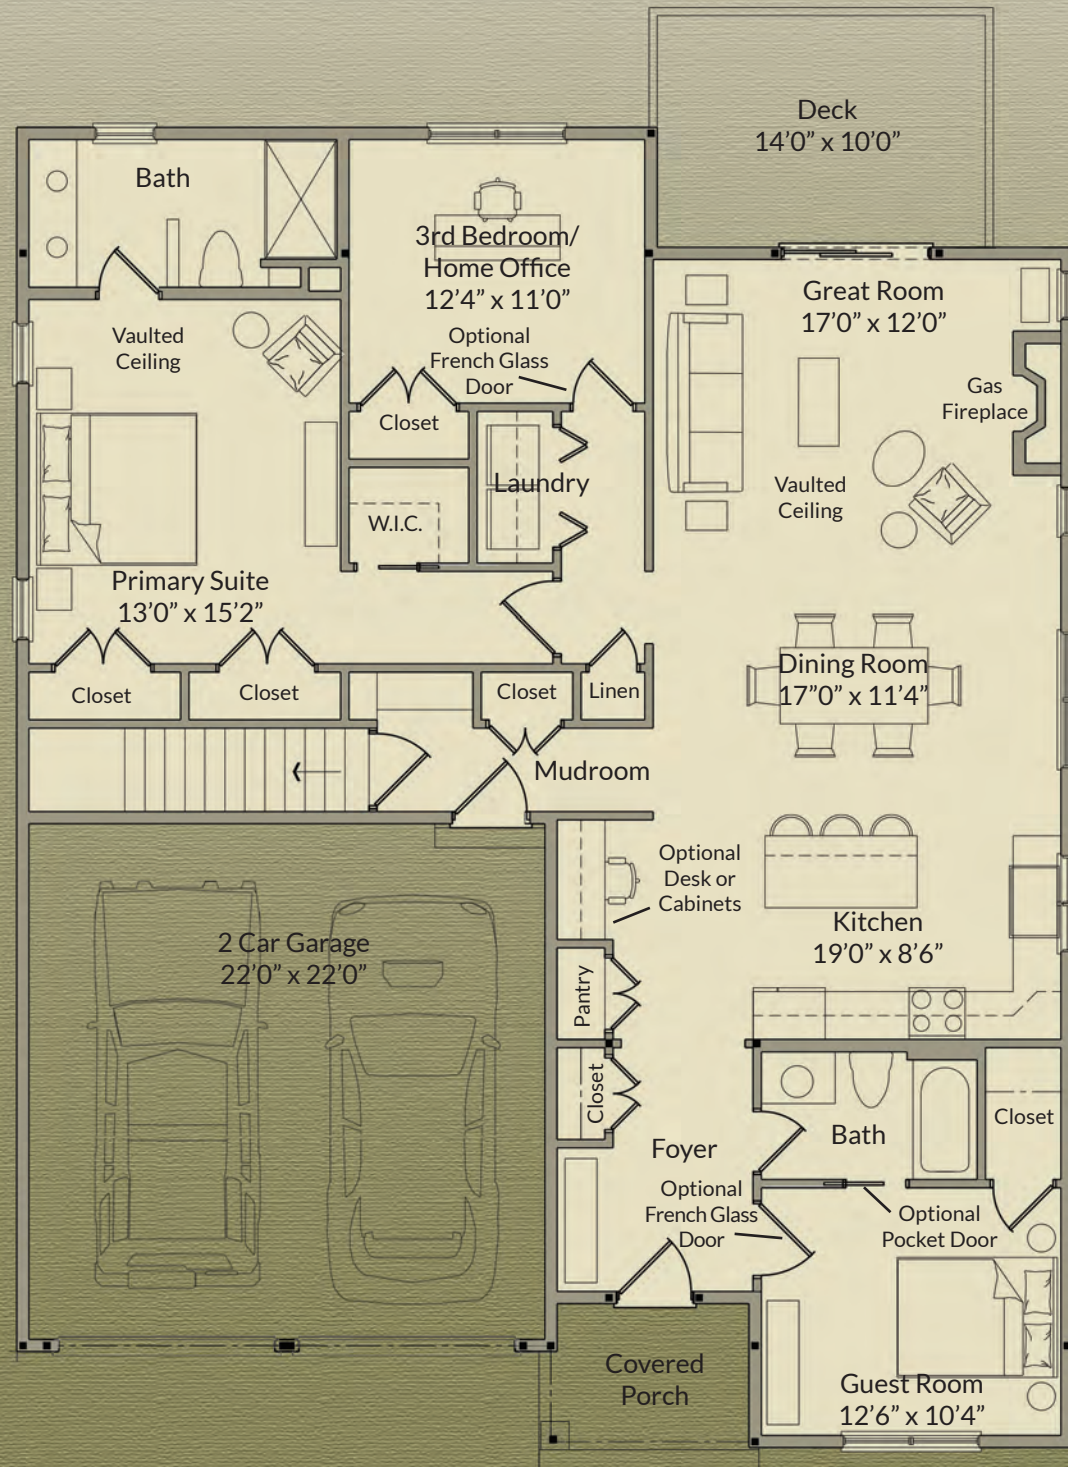 Deck
14’0” x 10’0”
Bath
3rd Bedroom/
Home Office
12’4” x 11’0”
Optional
French Glass
Door
Great Room
17’0” x 12’0”
Gas
Fireplace
Vaulted
Ceiling
Vaulted
Ceiling
Closet
Laundry
W.I.C.
Primary Suite
13’0” x 15’2”
Closet
Closet
Closet
Linen
Dining Room
17”0” x 11’4”
Mudroom
Optional
Desk or
Cabinets
Kitchen
19’0” x 8’6”
2 Car Garage
22’0” x 22’0”
Pantry
Closet
Foyer
Bath
Closet
Optional
French Glass
Door
Optional
Pocket Door
Covered
Porch
Guest Room
12’6” x 10’4”